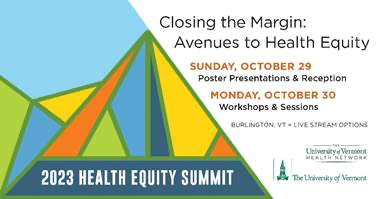 Closing the Margin:
Avenues to Health Equity
SUNDAY, OCTOBER 29
Poster Presentations & Reception
MONDAY, OCTOBER 30
Workshops & Sessions
BURLINGTON, VT + LIVE STREAM OPTIONS
2023 HEALTH EQUITY SUMMIT
THE
University of Vermont
HEALTH NETWORK
The University of Vermont